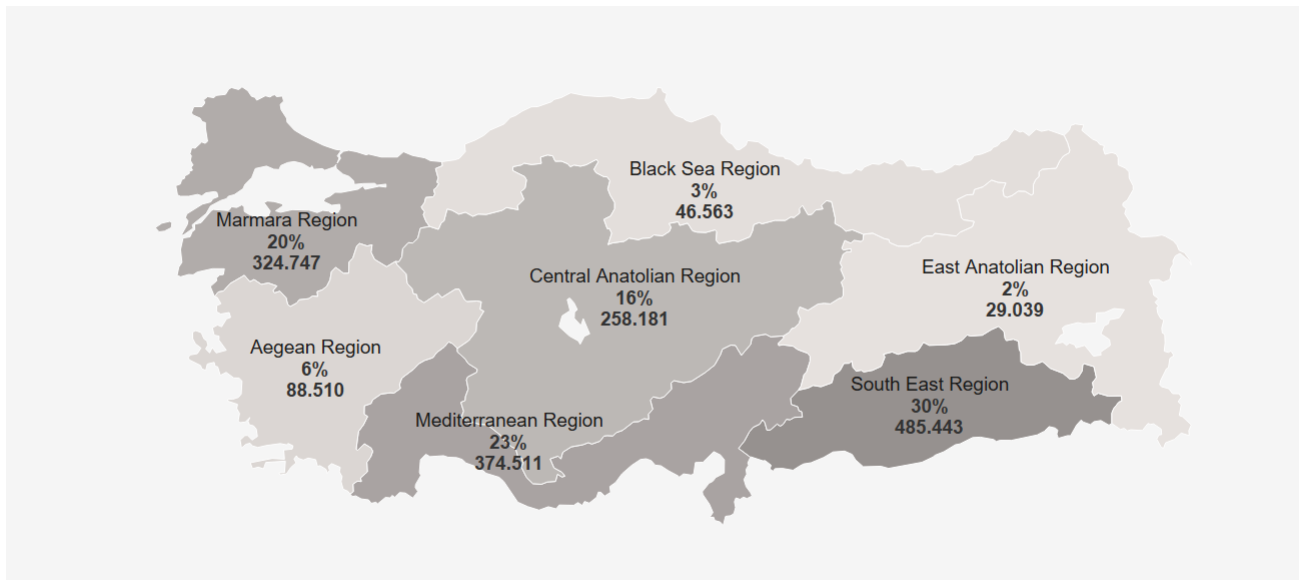 Black Sea Region
3%
46.563
Marmara Region
20%
324.747
Central Anatolian Region
16%
258.181
East Anatolian Region
2%
29.039
Aegean Region
6%
88.510
South East Region
30%
485.443
Mediterranean Region
23%
374.511